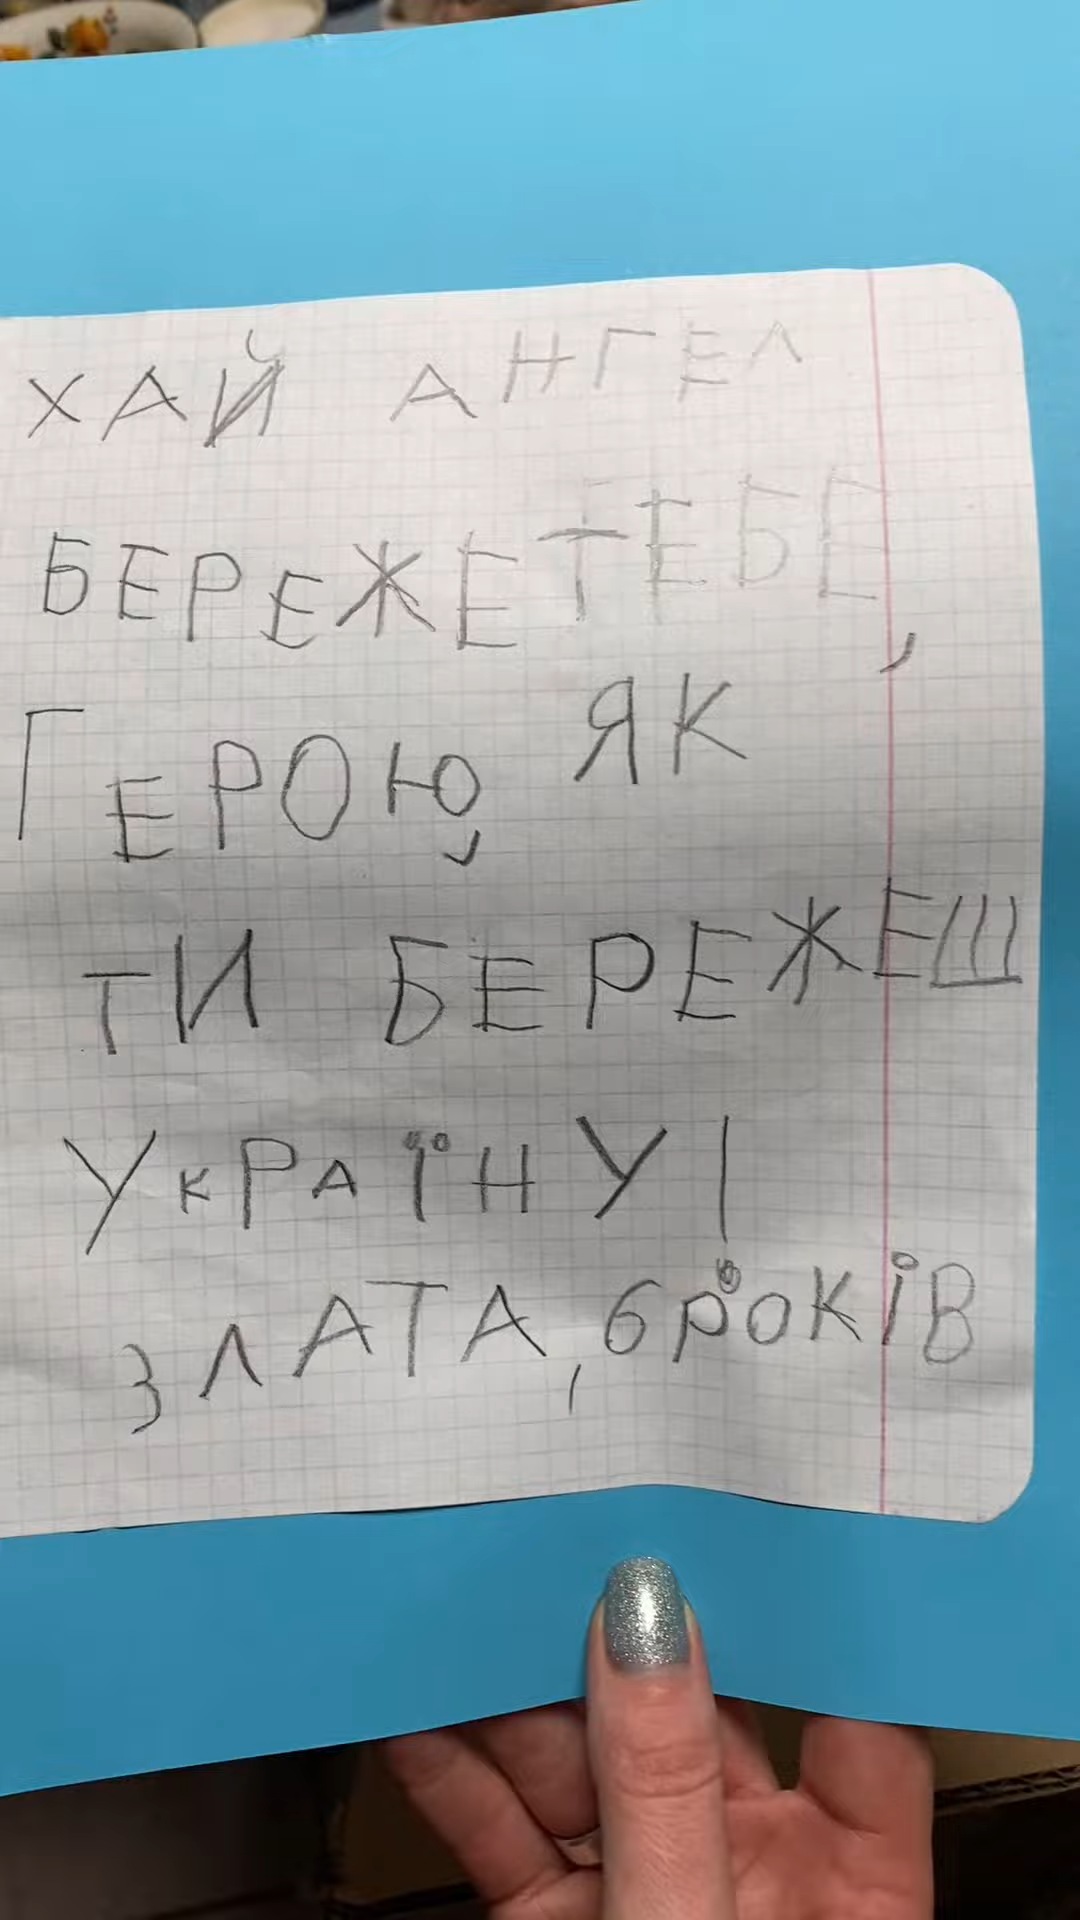 ХАЙ АНГЕЛ
БЕРЕЖЕ ТЕБЕ,
ГЕРОЮ, ЯК
ТИ БЕРЕЖЕШ
УКРАЇНУ!
ЗЛАТА, 6 РОКІВ